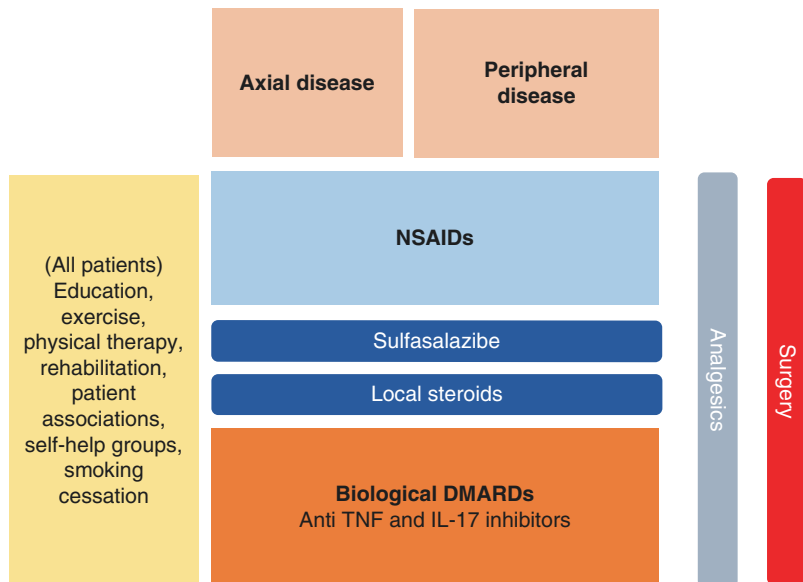 Axial disease
Peripheral
disease
(All patients)
Education,
exercise,
physical therapy,
rehabilitation,
patient
associations,
self-help groups,
smoking
cessation
NSAIDs
Sulfasalazibe
Local steroids
Biological DMARDs
Anti TNF and IL-17 inhibitors
Analgesics
Surgery